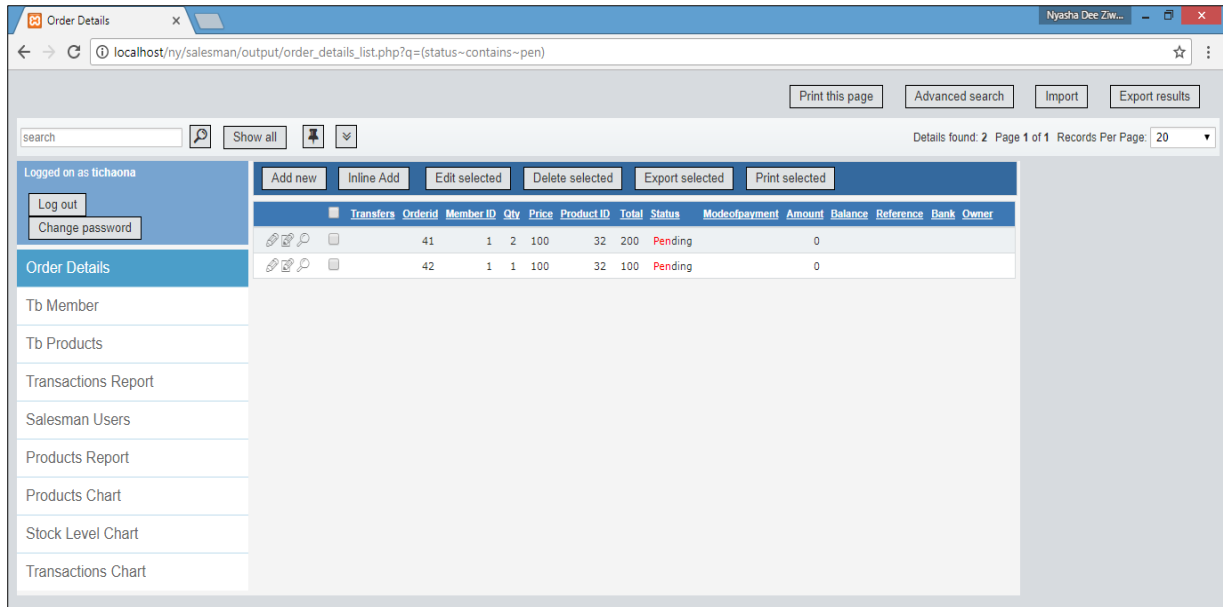 Order Details
Nyasha Dee Ziw...
localhost/ny/salesman/output/order_details_list.php?q=(status~contains~pen)
Print this page Advanced search Import Export results
search Show all Details found: 2 Page 1 of 1 Records Per Page: 20
Logged on as tichaona
Log out
Change password
Add new Inline Add Edit selected Delete selected Export selected Print selected
Transfers Orderid Member ID Qty Price Product ID Total Status Modeofpayment Amount Balance Reference Bank Owner
41 1 2 100 32 200 Pending 0
42 1 1 100 32 100 Pending 0
Order Details
Tb Member
Tb Products
Transactions Report
Salesman Users
Products Report
Products Chart
Stock Level Chart
Transactions Chart